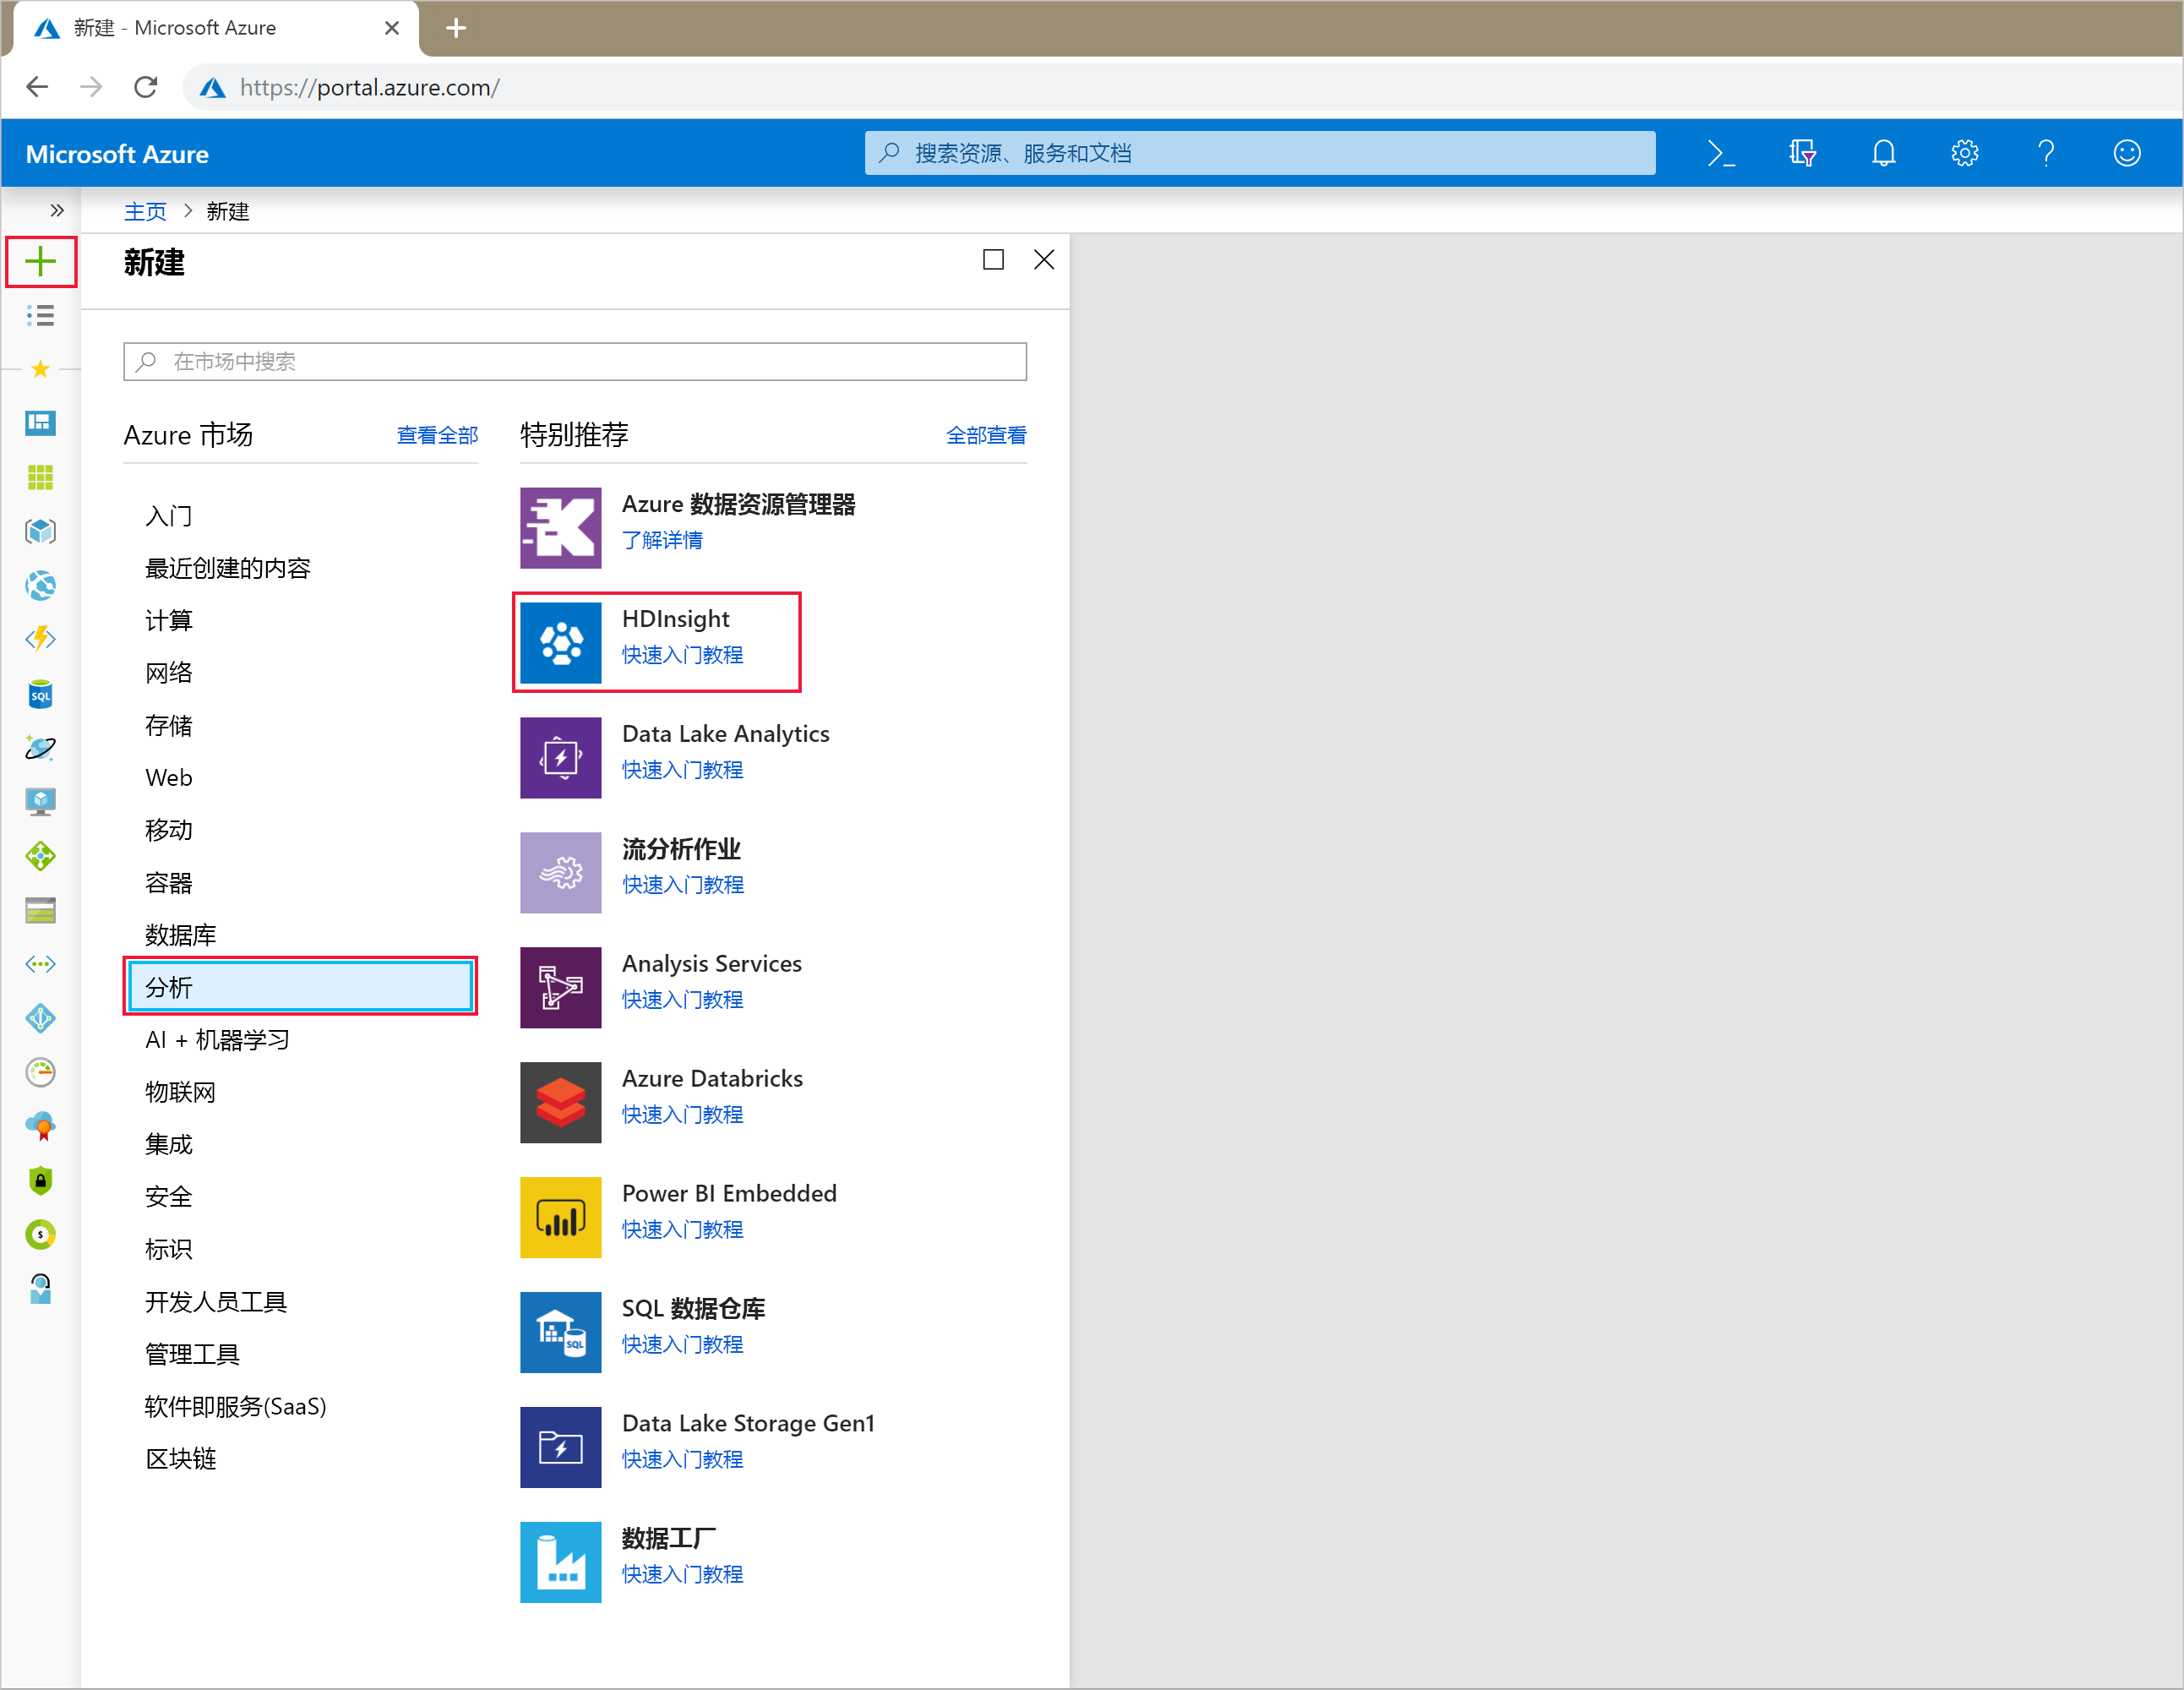 新建 - Microsoft Azure
https://portal.azure.com/
Microsoft Azure
搜索资源、服务和文档
主页 > 新建
新建
在市场中搜索
Azure 市场
查看全部
入门
最近创建的内容
计算
网络
存储
Web
移动
容器
数据库
分析
AI + 机器学习
物联网
集成
安全
标识
开发人员工具
管理工具
软件即服务(SaaS)
区块链
特别推荐
全部查看
Azure 数据资源管理器
了解详情
HDInsight
快速入门教程
Data Lake Analytics
快速入门教程
流分析作业
快速入门教程
Analysis Services
快速入门教程
Azure Databricks
快速入门教程
Power BI Embedded
快速入门教程
SQL 数据仓库
快速入门教程
SQL
Data Lake Storage Gen1
快速入门教程
数据工厂
快速入门教程
SQL